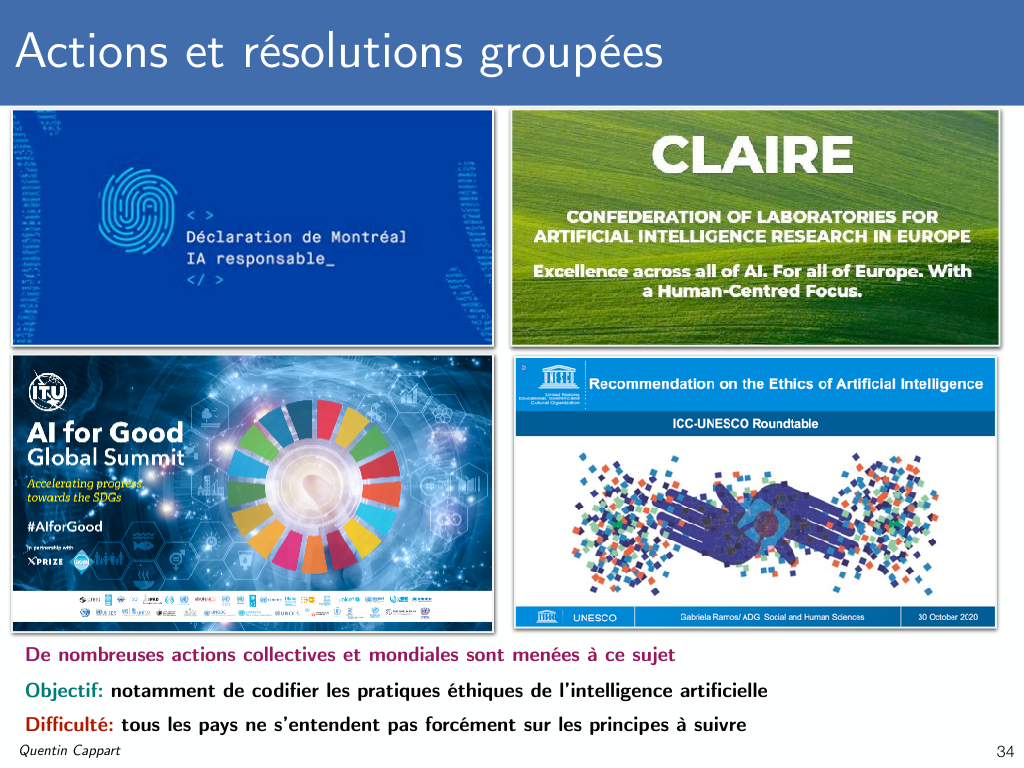 Actions et résolutions groupées
< >
Déclaration de Montréal
IA responsable_
</ >
CLAIRE
CONFEDERATION OF LABORATORIES FOR
ARTIFICIAL INTELLIGENCE RESEARCH IN EUROPE
Excellence across all of AI. For all of Europe. With
a Human-Centred Focus.
ITU
AI for Good
Global Summit
Accelerating progress
towards the SDGs
#AIforGood
In partnership with
XPRIZE
United Nations
Educational, Scientific and
Cultural Organization
Recommendation on the Ethics of Artificial Intelligence
ICC-UNESCO Roundtable
UNESCO
Gabriela Ramos/ ADG Social and Human Sciences
30 October 2020
De nombreuses actions collectives et mondiales sont menées à ce sujet
Objectif: notamment de codifier les pratiques éthiques de l'intelligence artificielle
Difficulté: tous les pays ne s'entendent pas forcément sur les principes à suivre
Quentin Cappart
34